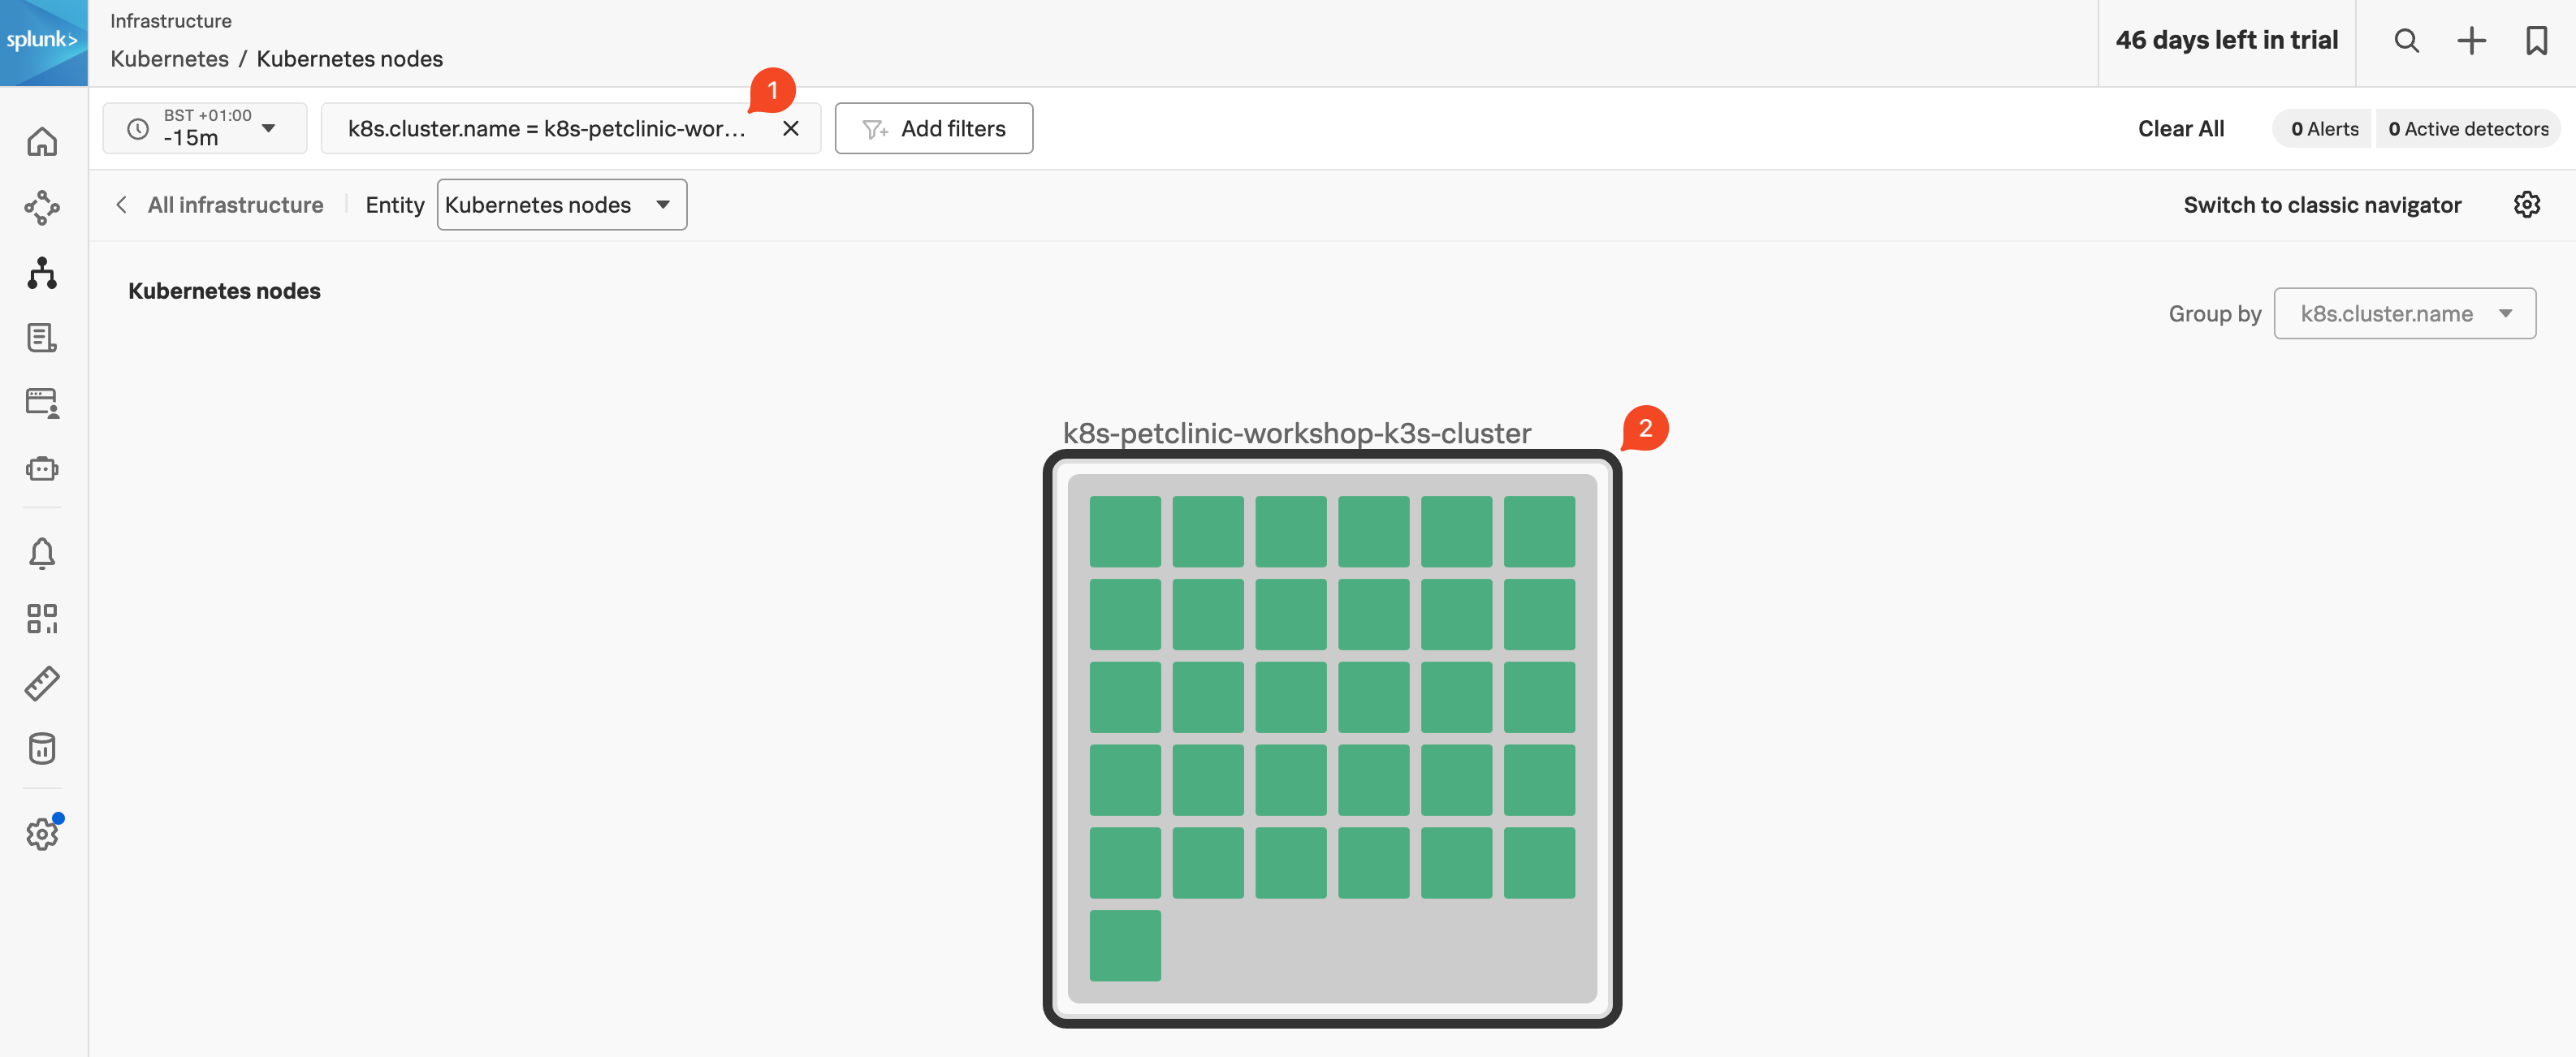 splunk>
Infrastructure
Kubernetes / Kubernetes nodes
46 days left in trial
1
BST +01:00
-15m
k8s.cluster.name = k8s-petclinic-wor...
Add filters
Clear All
0 Alerts
0 Active detectors
All infrastructure
Entity
Kubernetes nodes
Switch to classic navigator
Kubernetes nodes
Group by
k8s.cluster.name
k8s-petclinic-workshop-k3s-cluster
2